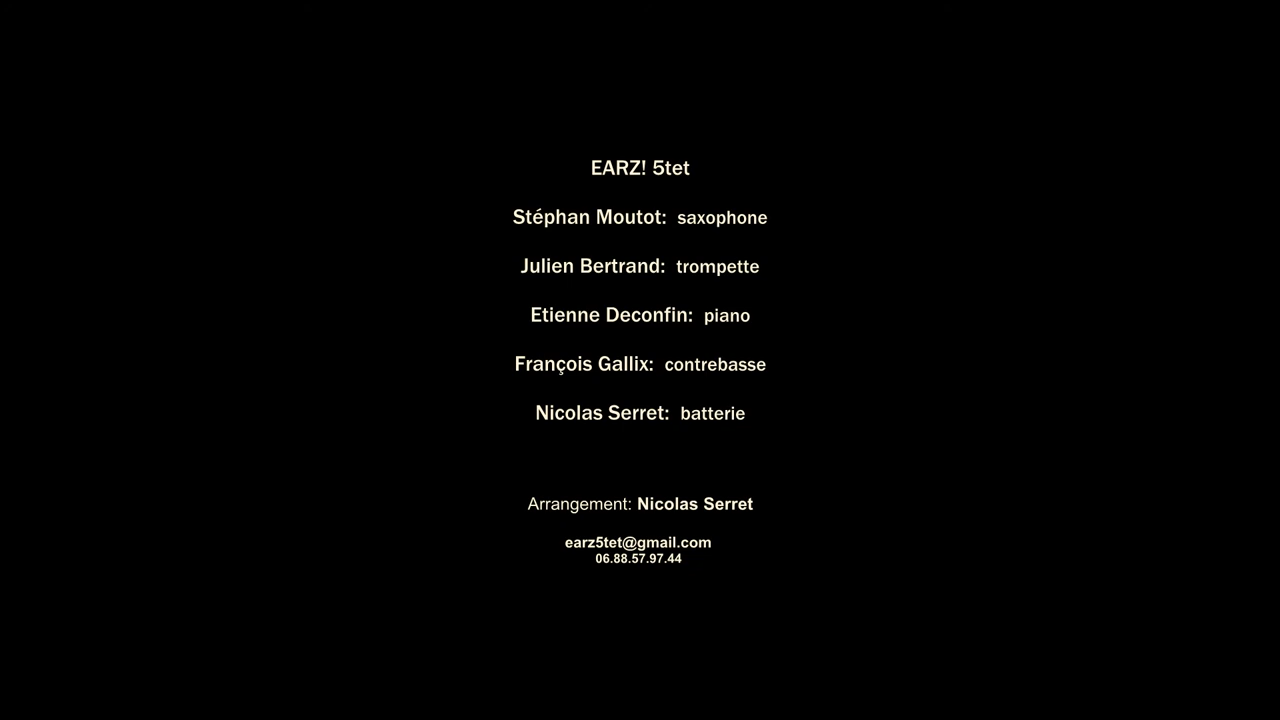 EARZ! 5tet
Stéphan Moutot: saxophone
Julien Bertrand: trompette
Etienne Deconfin: piano
François Gallix: contrebasse
Nicolas Serret: batterie
Arrangement: Nicolas Serret
earz5tet@gmail.com
06.88.57.97.44